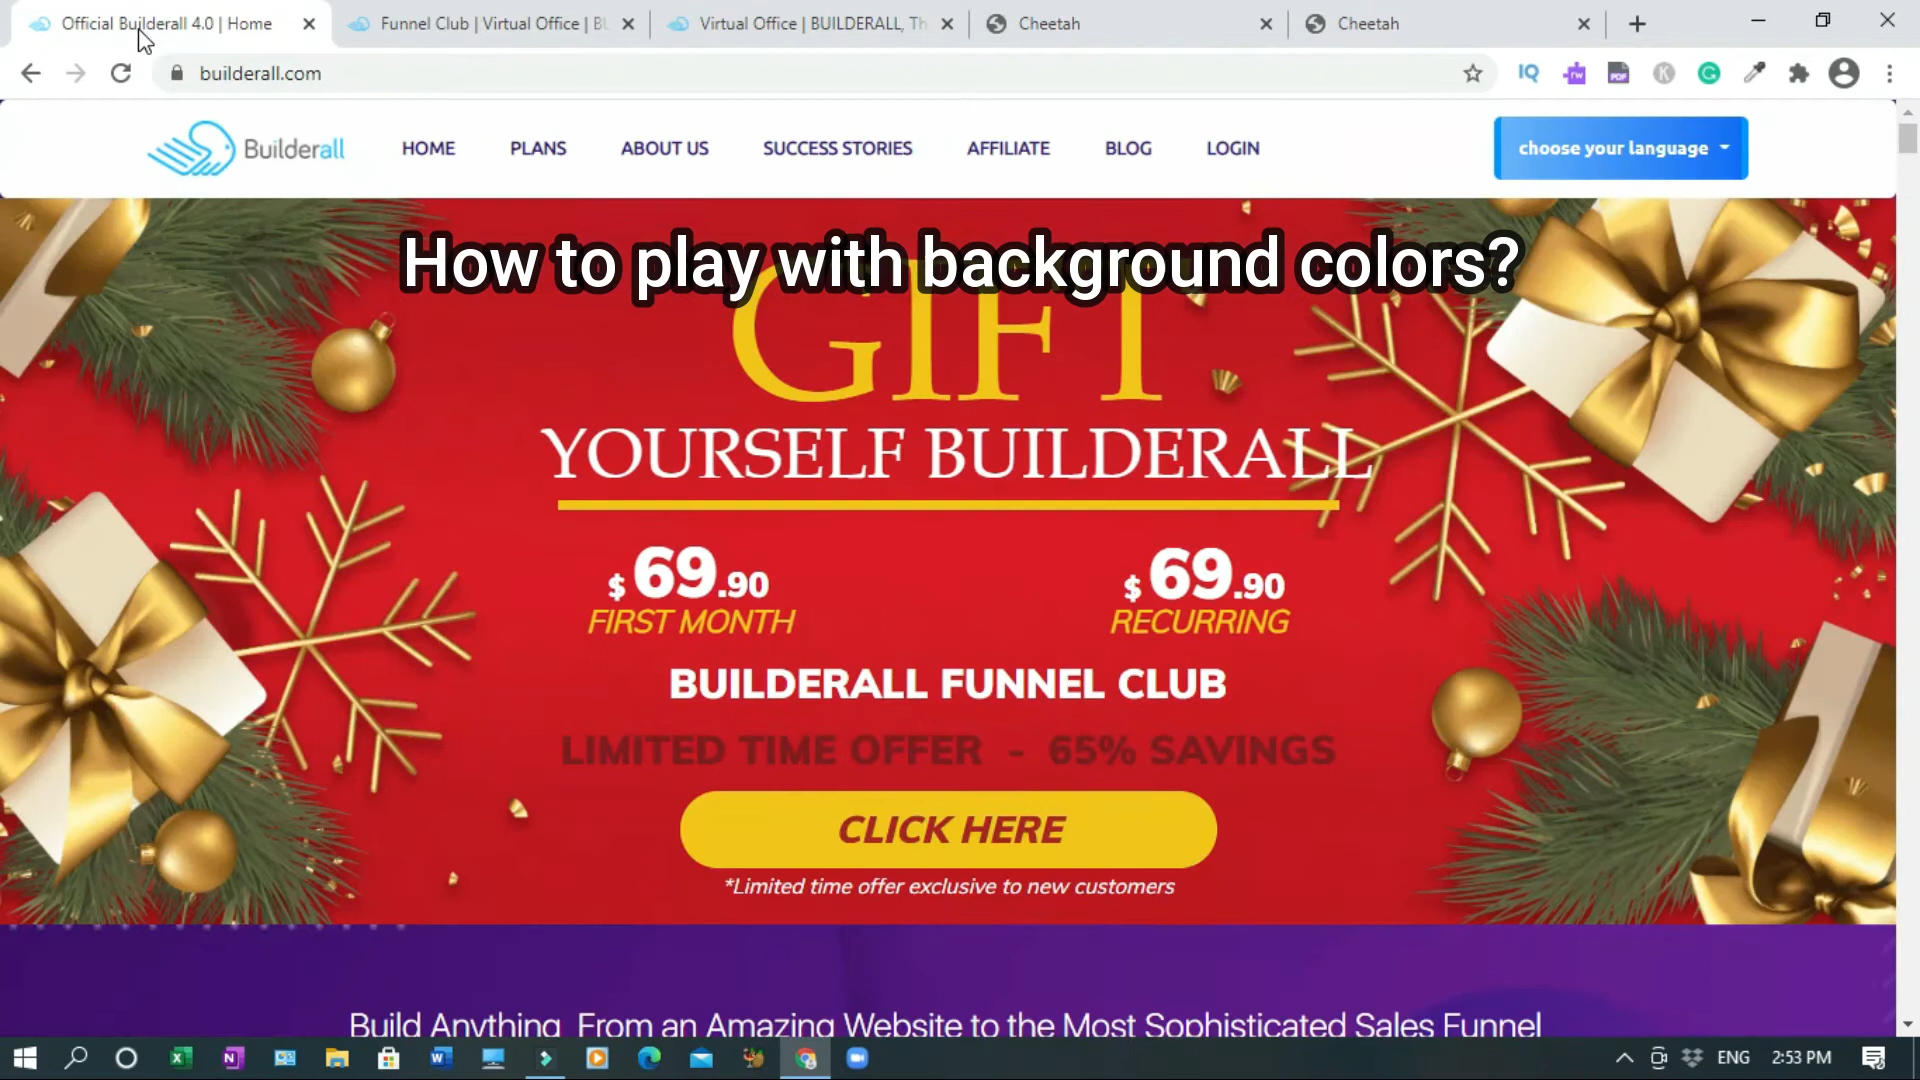 Official Builderall 4.0 | Home
Funnel Club | Virtual Office | BU
Virtual Office | BUILDERALL, Th
Cheetah
Cheetah
builderall.com
IQ
rw
PDF
K
G
Builderall
HOME
PLANS
ABOUT US
SUCCESS STORIES
AFFILIATE
BLOG
LOGIN
choose your language
How to play with background colors?
GIFT
YOURSELF BUILDERALL
$ 69.90
FIRST MONTH
$ 69.90
RECURRING
BUILDERALL FUNNEL CLUB
LIMITED TIME OFFER - 65% SAVINGS
CLICK HERE
*Limited time offer exclusive to new customers
Build Anything From an Amazing Website to the Most Sophisticated Sales Funnel
ENG
2:53 PM